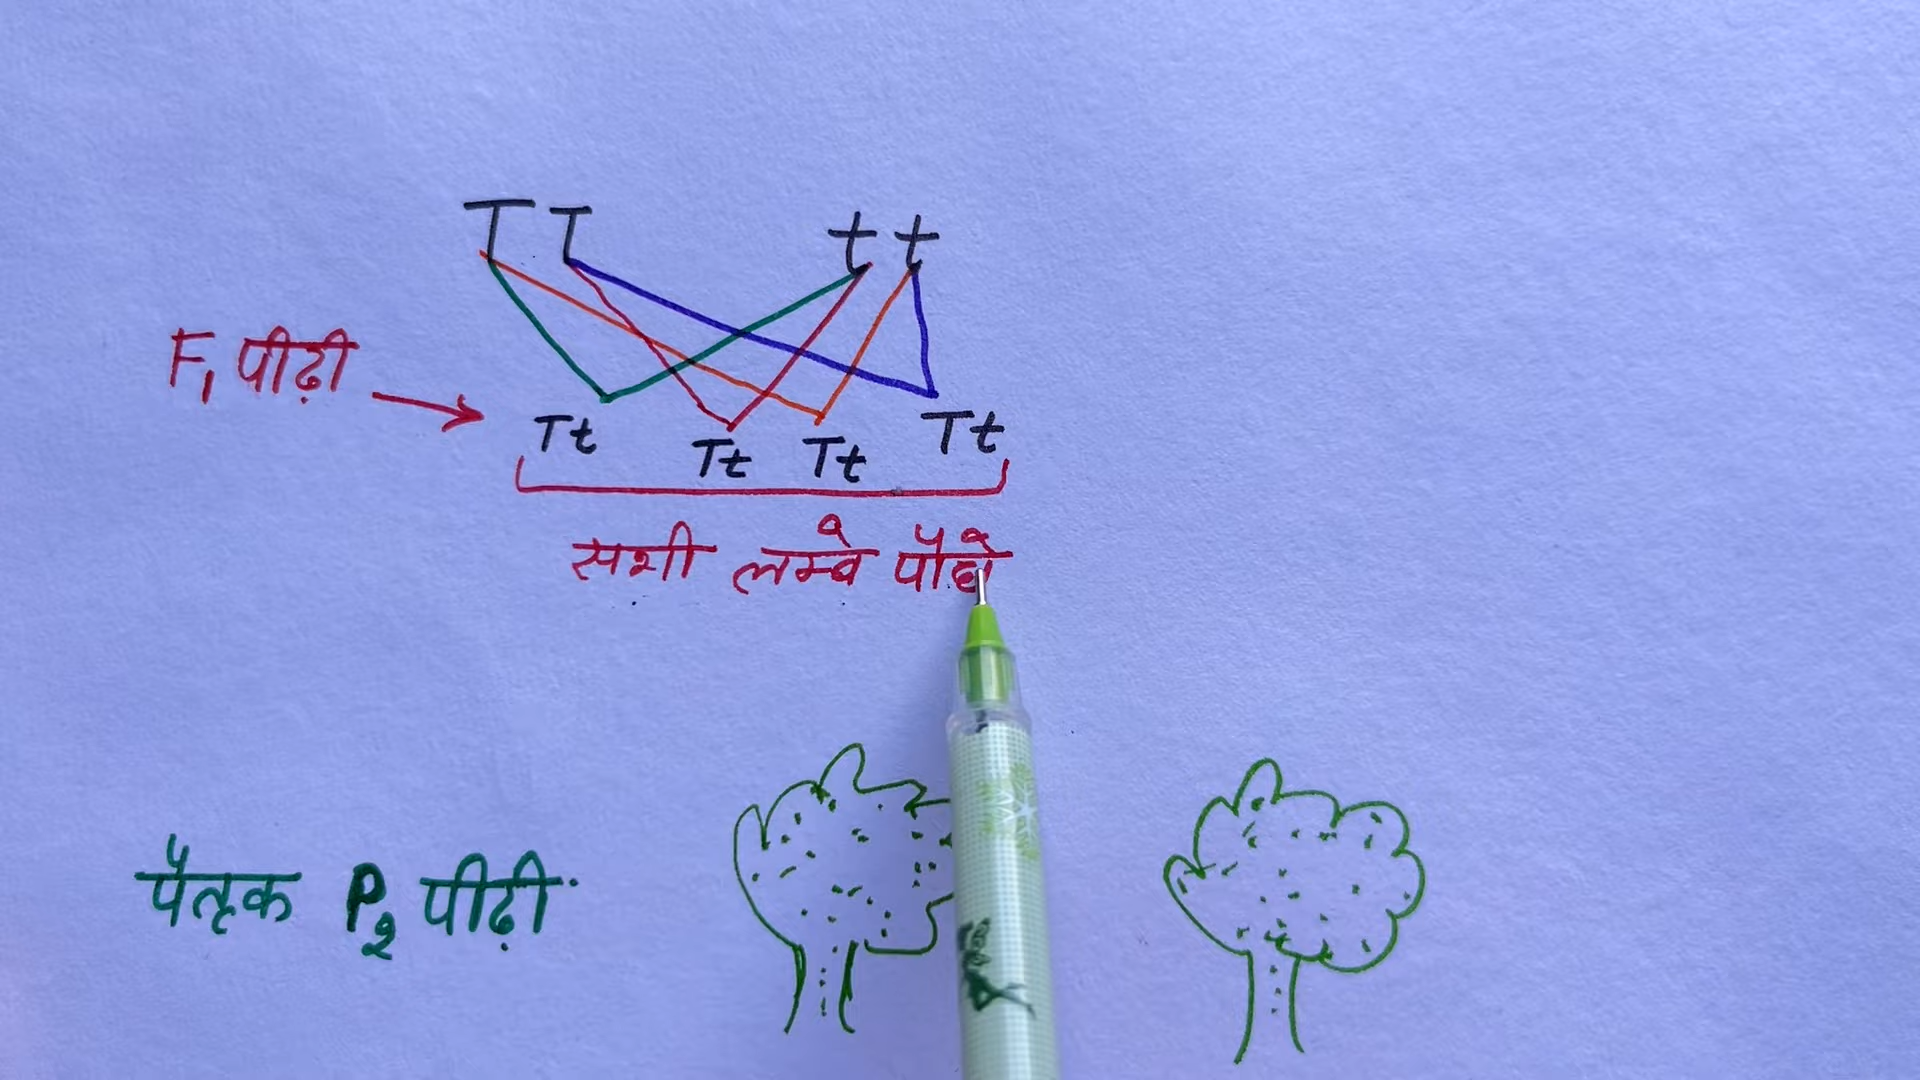 T T t t
F1 पीढ़ी
Tt Tt Tt Tt
सभी लम्बे पौधे
पैतृक P2 पीढ़ी